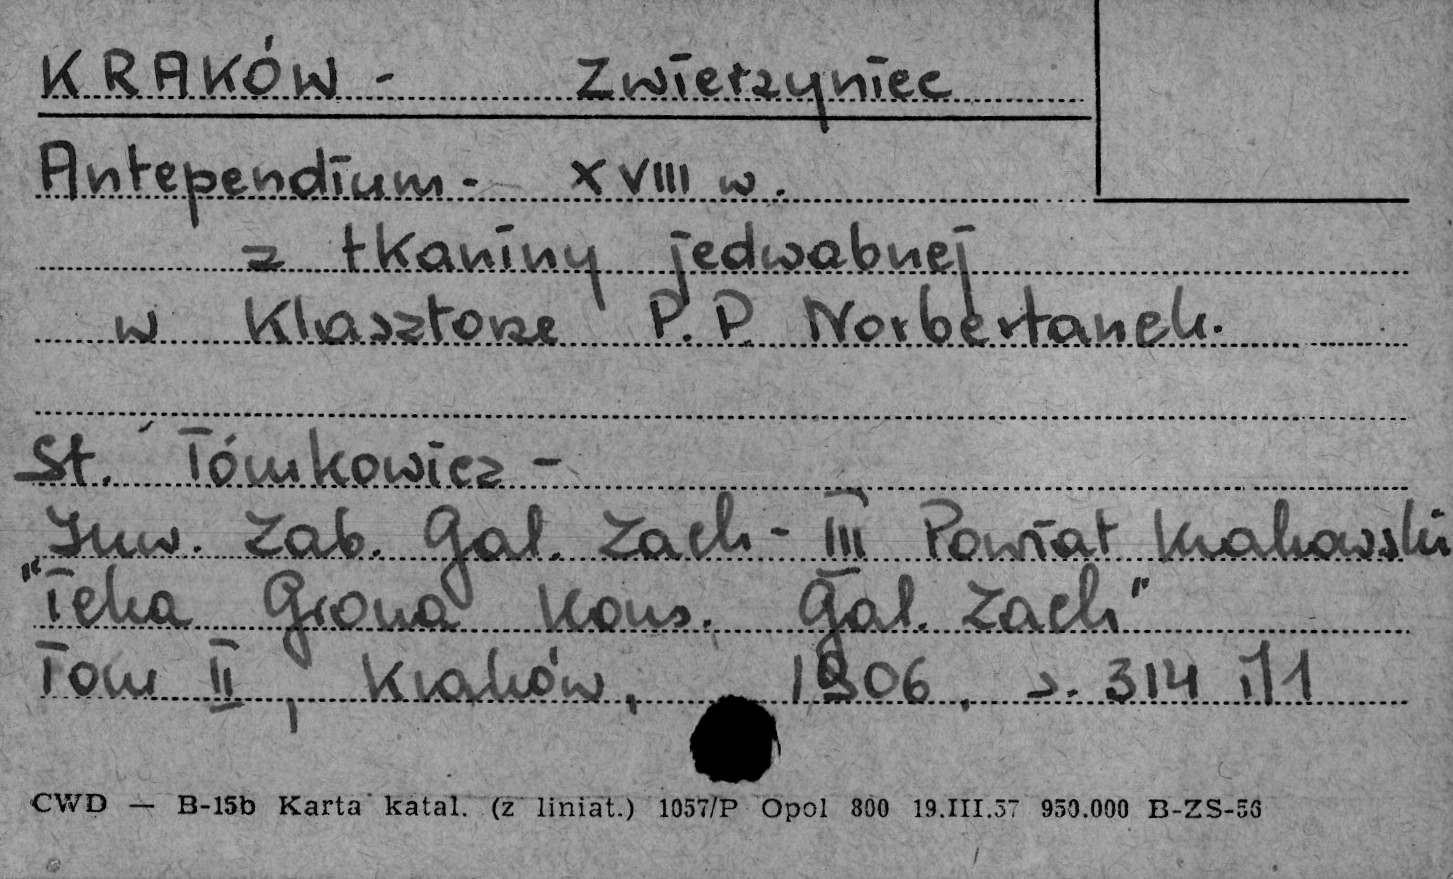 KRAKÓW - Zwierzyniec
Antependium - XVIII w.
z tkaniny jedwabnej
w Klasztorze P.P. Norbertanek.
St. Tómkowicz -
Inw. Zab. Gal. Zach - III Powiat Krakowski
"Teka Grona Kons. Gal. Zach"
Tom II, Kraków, 1906, s. 314 il 1
CWD — B-15b Karta katal. (z liniat.) 1057/P Opol 800 19.III.57 950.000 B-ZS-56